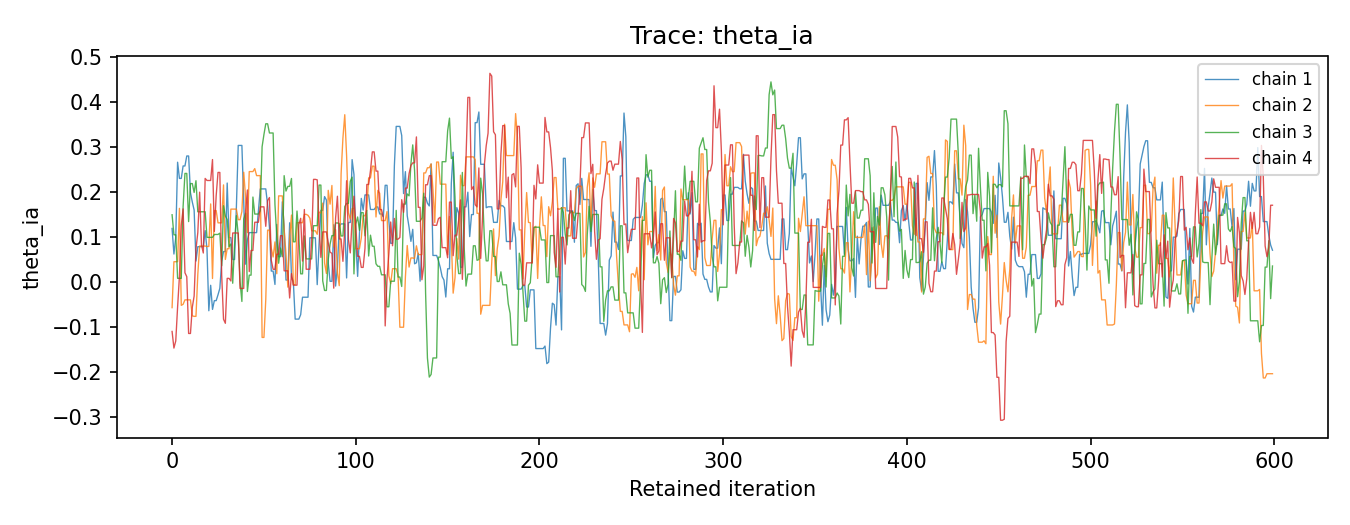 Trace: theta_ia
theta_ia
0.5
0.4
0.3
0.2
0.1
0.0
−0.1
−0.2
−0.3
chain 1
chain 2
chain 3
chain 4
0 100 200 300 400 500 600
Retained iteration